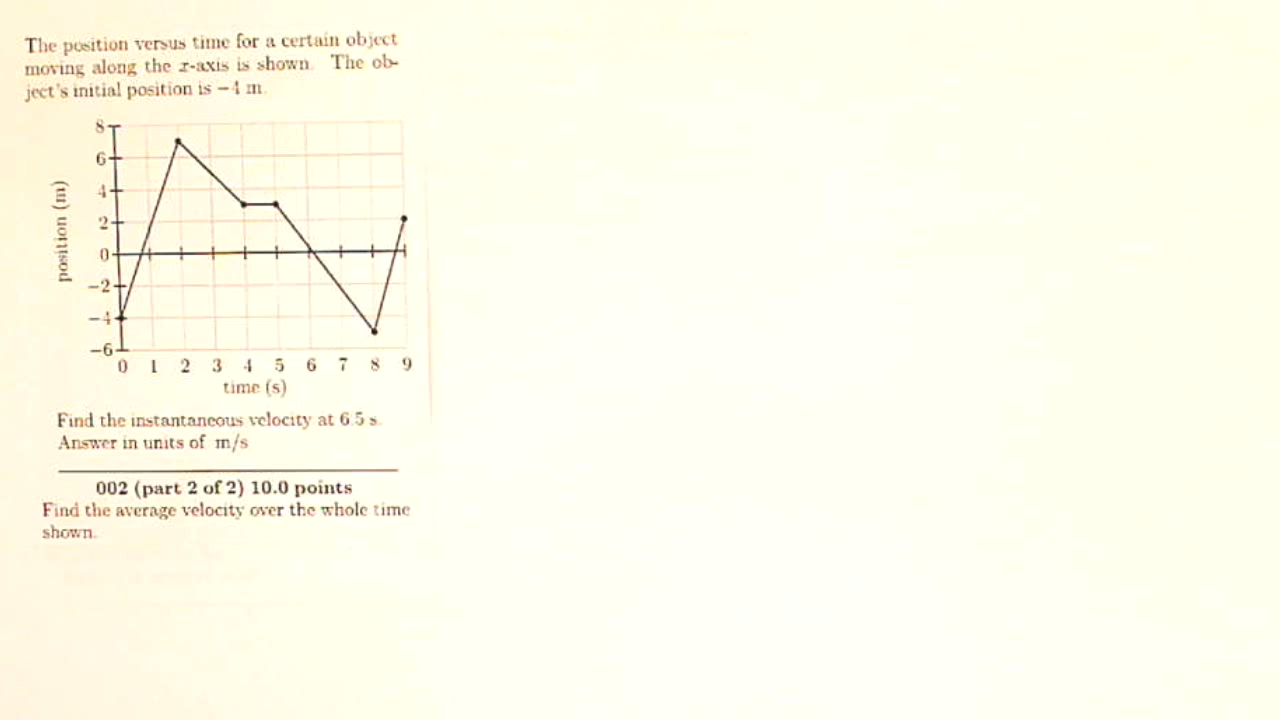 The position versus time for a certain object
moving along the x-axis is shown. The ob-
ject's initial position is −4 m.
8
6
4
2
0
−2
−4
−6
position (m)
0 1 2 3 4 5 6 7 8 9
time (s)
Find the instantaneous velocity at 6.5 s.
Answer in units of m/s
002 (part 2 of 2) 10.0 points
Find the average velocity over the whole time
shown.